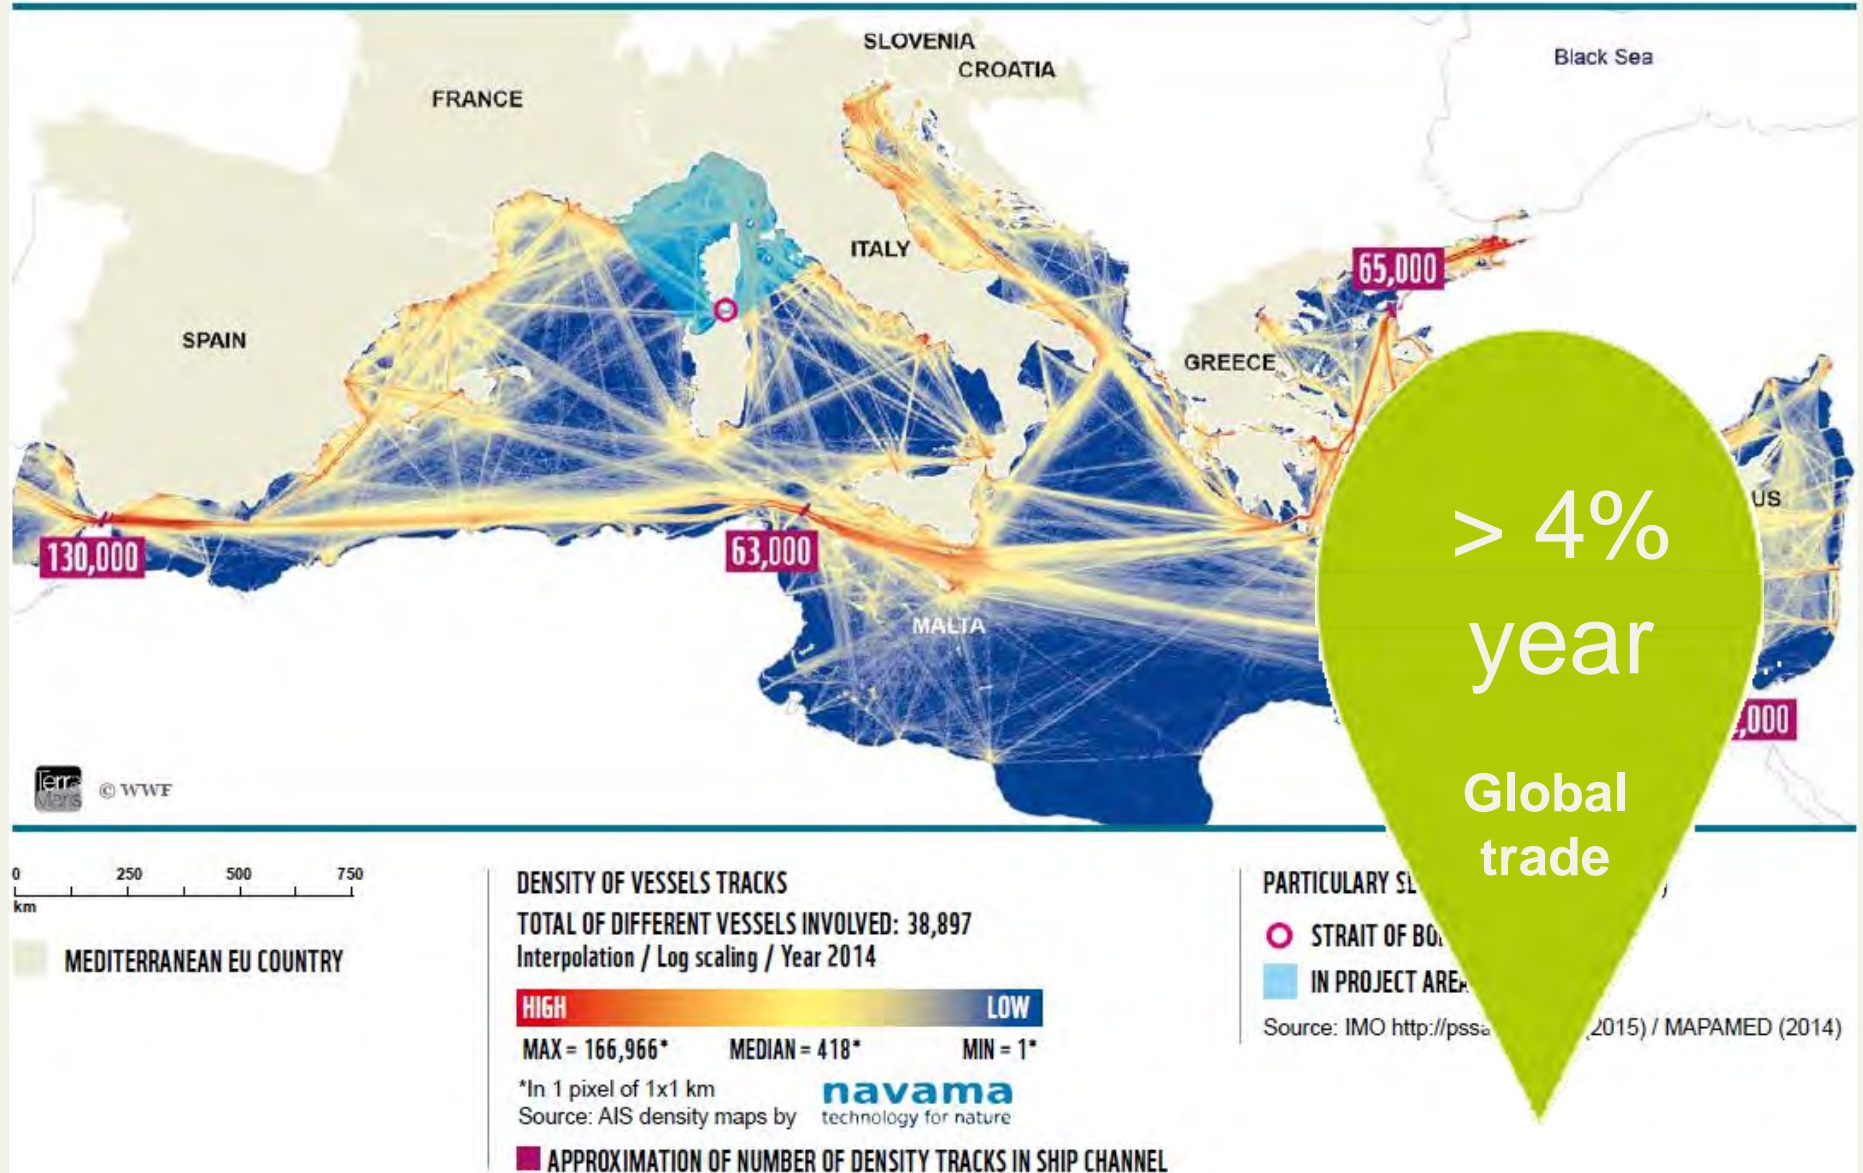 SLOVENIA
CROATIA
Black Sea
FRANCE
ITALY
65,000
SPAIN
GREECE
> 4%
year
US
130,000
63,000
MALTA
,000
Terra
Maris
© WWF
Global
trade
0 250 500 750
km
MEDITERRANEAN EU COUNTRY
DENSITY OF VESSELS TRACKS
TOTAL OF DIFFERENT VESSELS INVOLVED: 38,897
Interpolation / Log scaling / Year 2014
HIGH LOW
MAX = 166,966* MEDIAN = 418* MIN = 1*
*In 1 pixel of 1x1 km
Source: AIS density maps by
navama
technology for nature
APPROXIMATION OF NUMBER OF DENSITY TRACKS IN SHIP CHANNEL
PARTICULARY
STRAIT OF
IN PROJECT AREA
Source: IMO http://pssa (2015) / MAPAMED (2014)